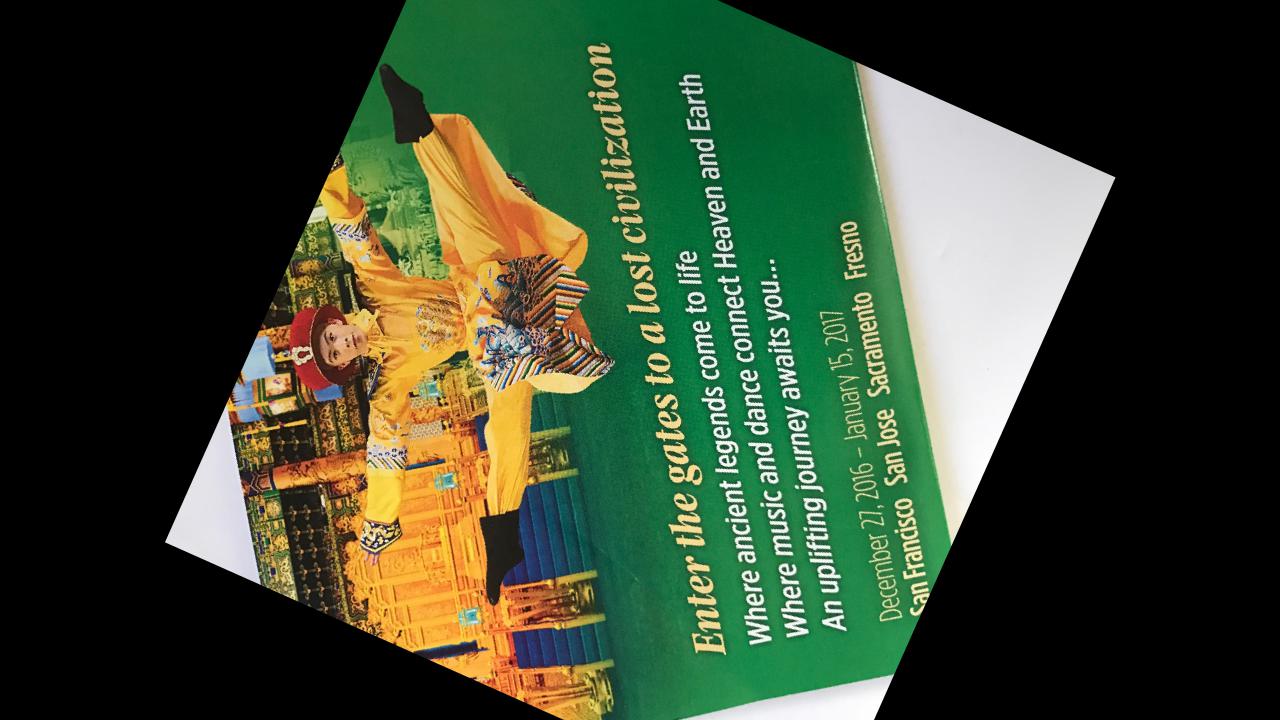 Enter the gates to a lost civilization
Where ancient legends come to life
Where music and dance connect Heaven and Earth
An uplifting journey awaits you...
December 27, 2016 – January 15, 2017
San Francisco San Jose Sacramento Fresno